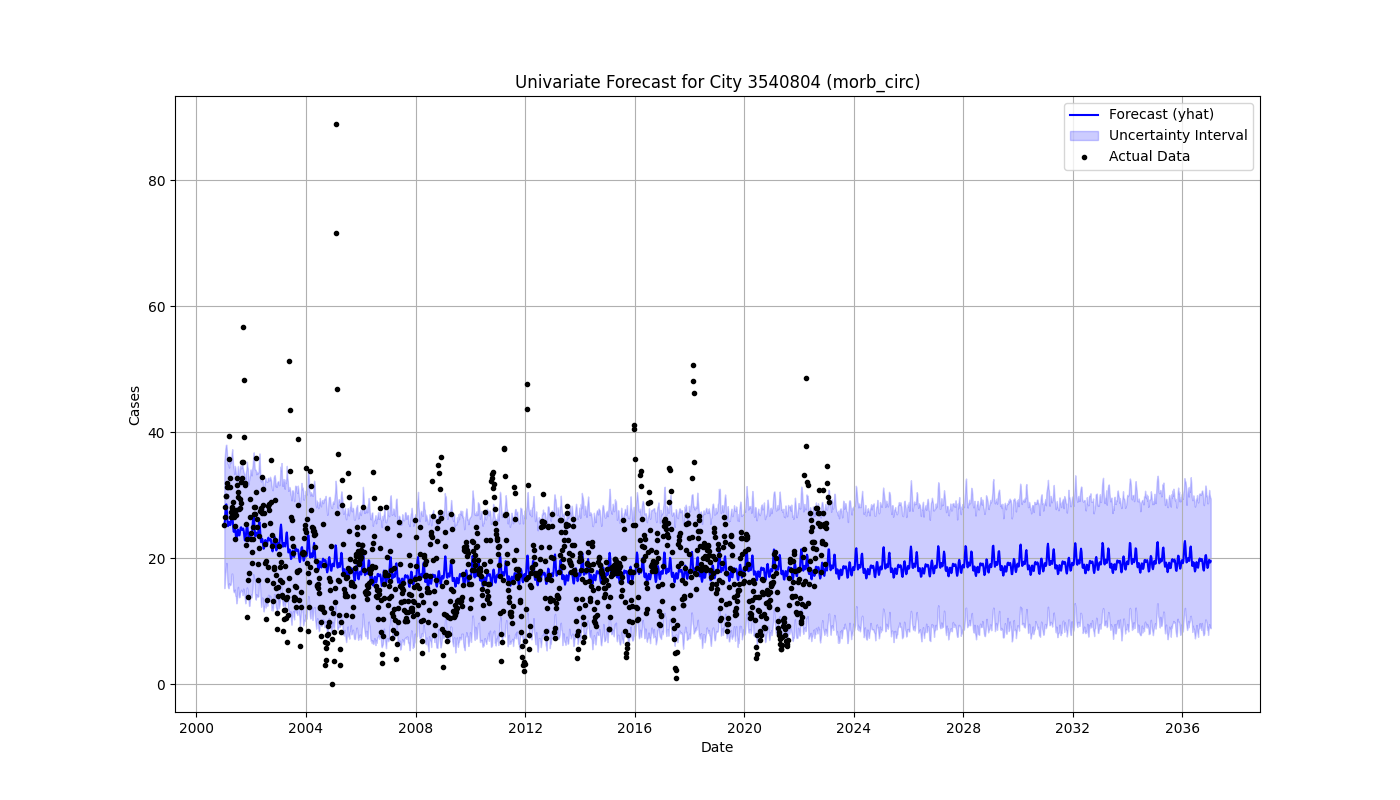 Univariate Forecast for City 3540804 (morb_circ)
Forecast (yhat)
Uncertainty Interval
Actual Data
Cases
80
60
40
20
0
2000 2004 2008 2012 2016 2020 2024 2028 2032 2036
Date